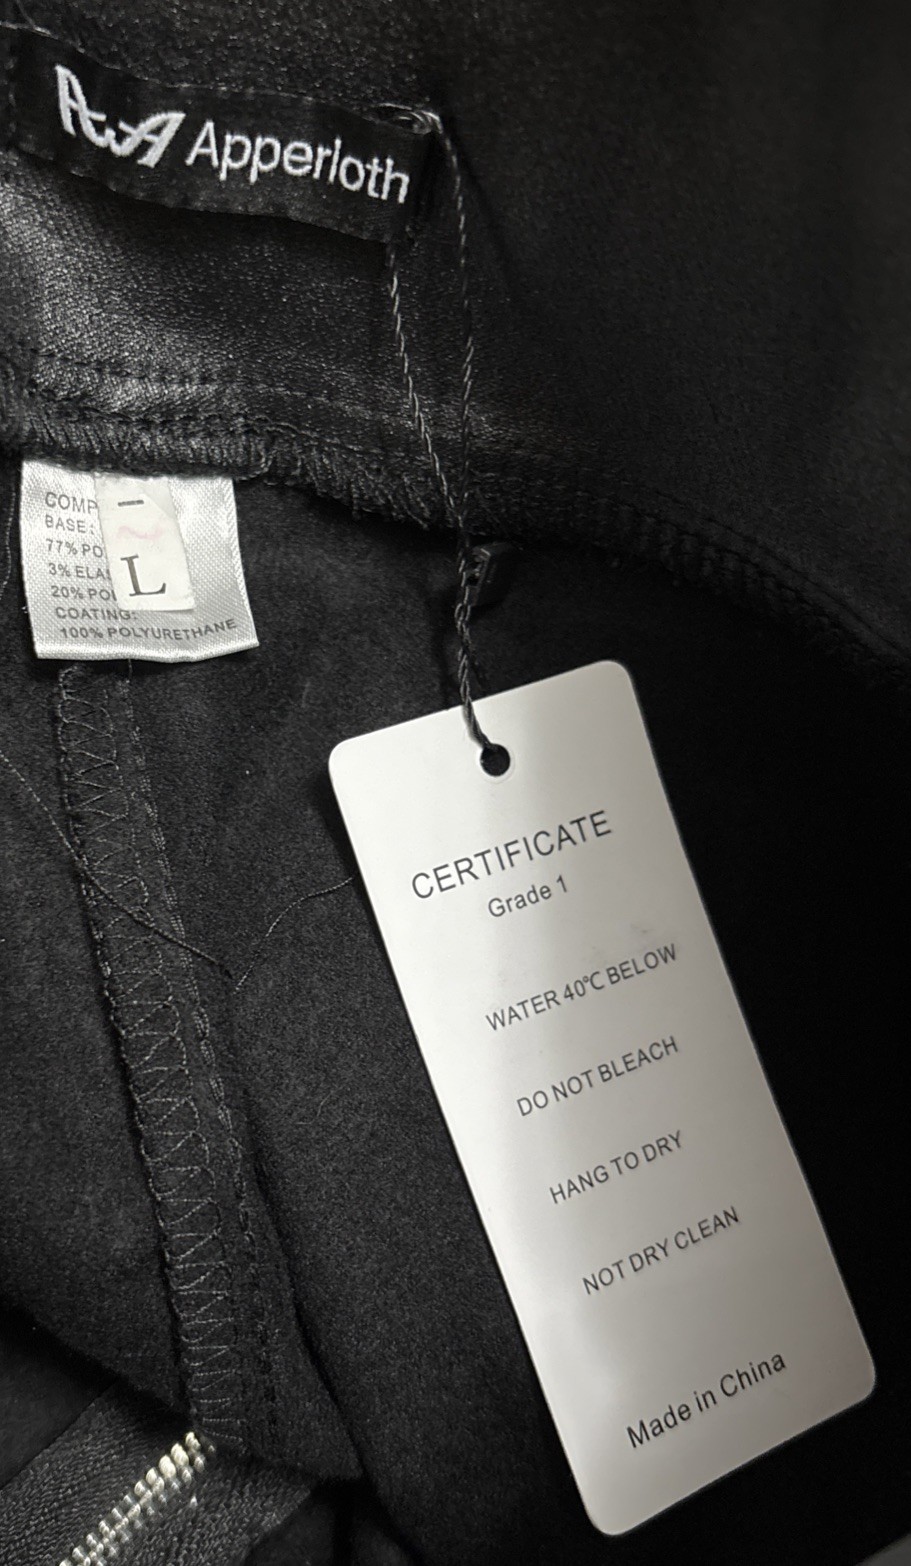 A&A Apperloth
COMP
BASE:
77% PO
3% ELA
20% PO
COATING:
100% POLYURETHANE
L
CERTIFICATE
Grade 1
WATER 40℃ BELOW
DO NOT BLEACH
HANG TO DRY
NOT DRY CLEAN
Made in China